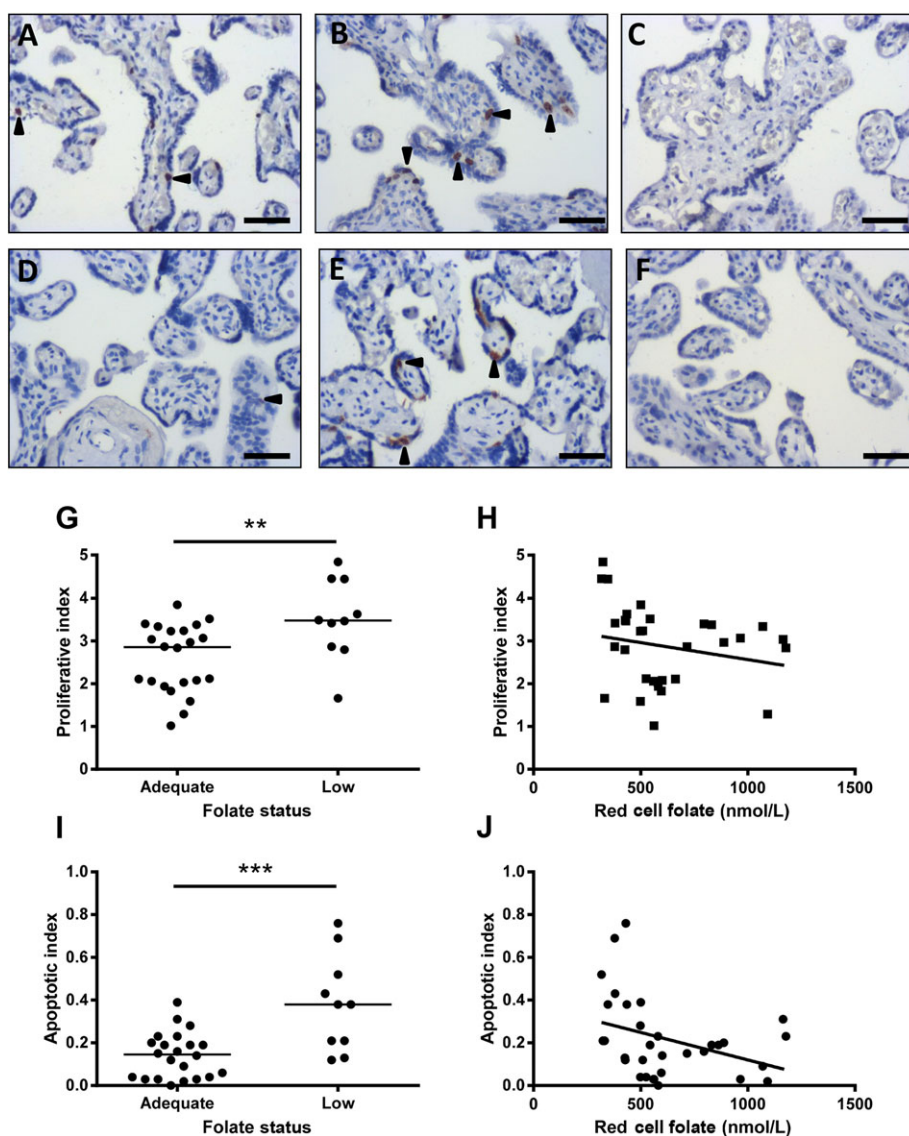 A
B
C
D
E
F
G
**
Proliferative index
5
4
3
2
1
0
Adequate
Low
Folate status
H
Proliferative index
5
4
3
2
1
0
0
500
1000
1500
Red cell folate (nmol/L)
I
***
Apoptotic index
1.0
0.8
0.6
0.4
0.2
0.0
Adequate
Low
Folate status
J
Apoptotic index
1.0
0.8
0.6
0.4
0.2
0.0
0
500
1000
1500
Red cell folate (nmol/L)